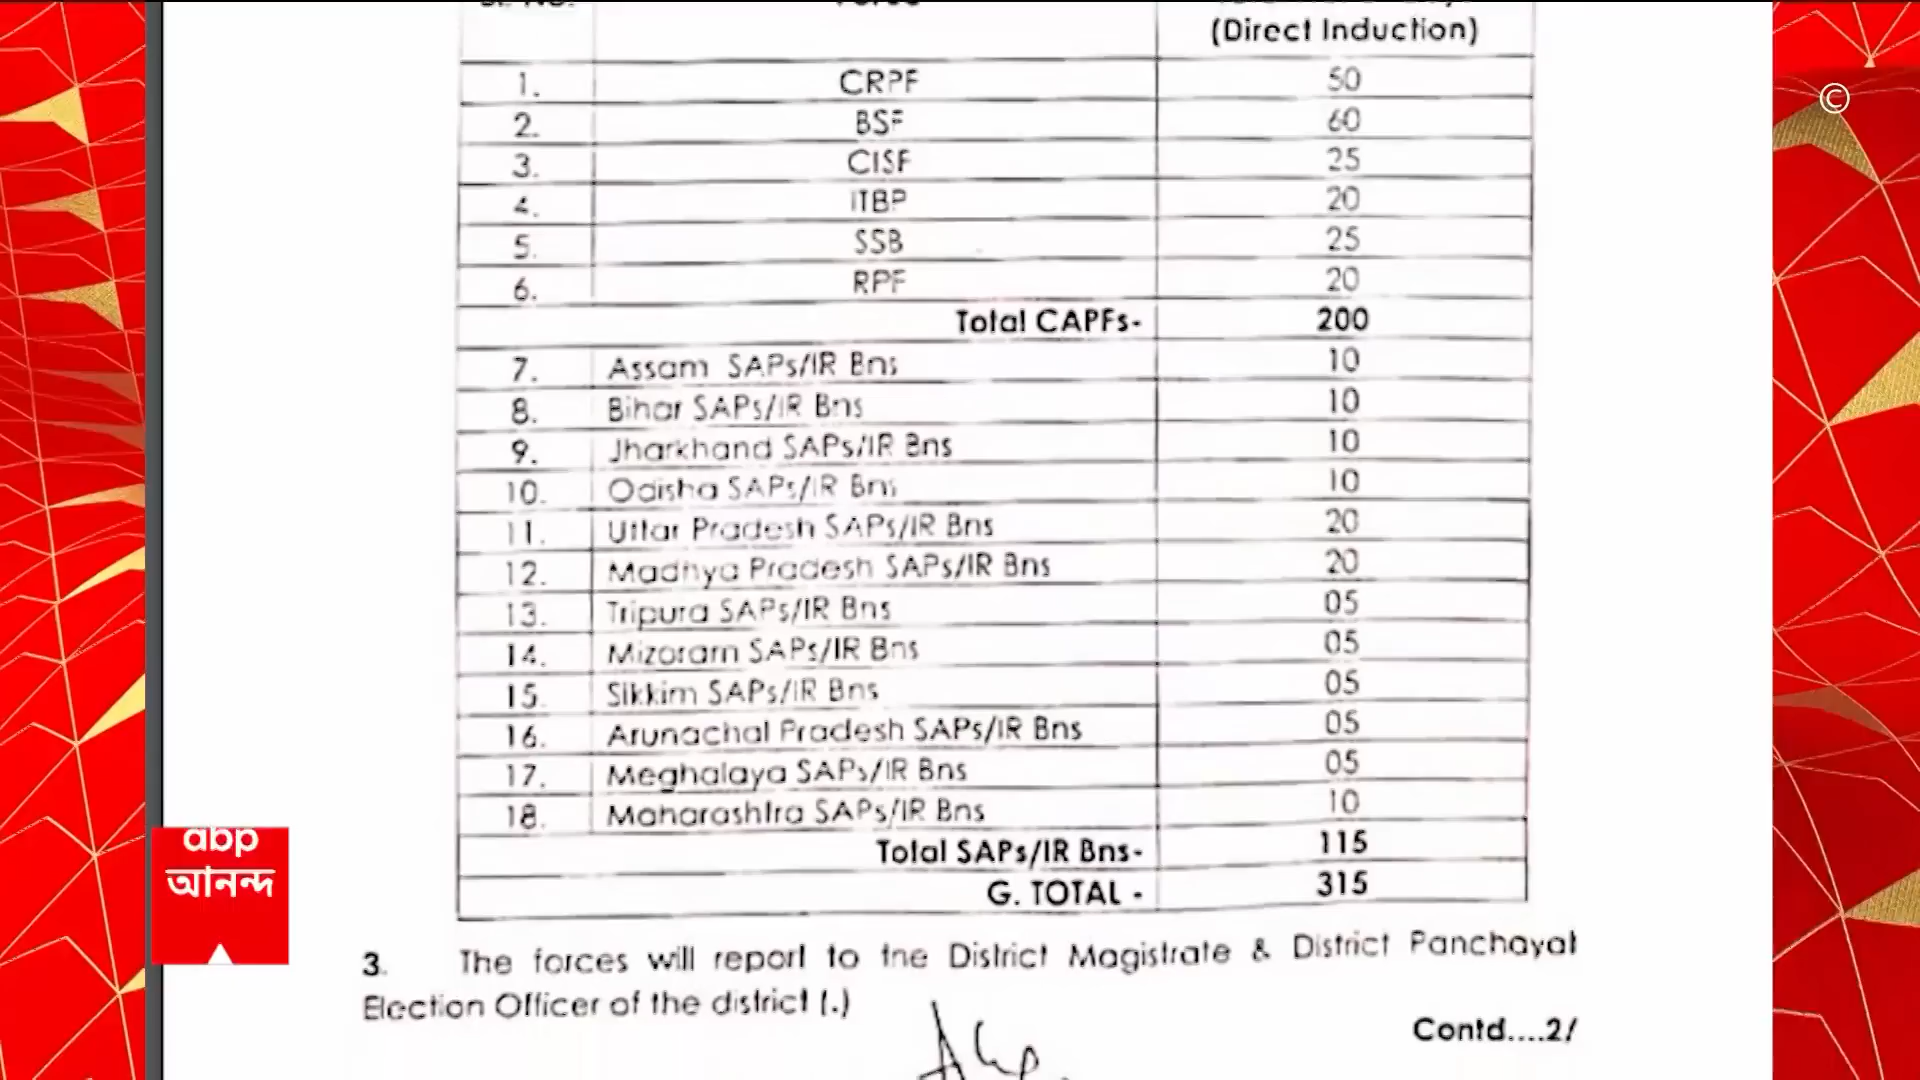 (Direct Induction)
1. CRPF 50
2. BSF 60
3. CISF 25
4. ITBP 20
5. SSB 25
6. RPF 20
Total CAPFs- 200
7. Assam SAPs/IR Bns 10
8. Bihar SAPs/IR Bns 10
9. Jharkhand SAPs/IR Bns 10
10. Odisha SAPs/IR Bns 10
11. Uttar Pradesh SAPs/IR Bns 20
12. Madhya Pradesh SAPs/IR Bns 20
13. Tripura SAPs/IR Bns 05
14. Mizoram SAPs/IR Bns 05
15. Sikkim SAPs/IR Bns 05
16. Arunachal Pradesh SAPs/IR Bns 05
17. Meghalaya SAPs/IR Bns 05
18. Maharashtra SAPs/IR Bns 10
Total SAPs/IR Bns- 115
G. TOTAL - 315
3. The forces will report to the District Magistrate & District Panchayat
Election Officer of the district (.)
Contd....2/
abp
আনন্দ
©